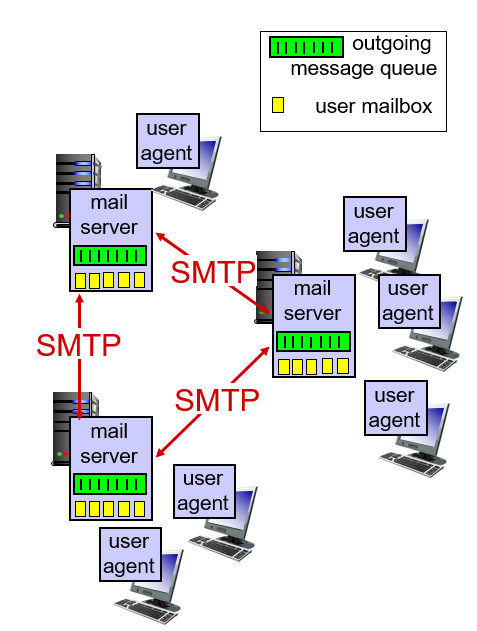 outgoing
message queue
user mailbox
user
agent
mail
server
user
agent
SMTP
mail
server
user
agent
SMTP
user
agent
SMTP
mail
server
user
agent
user
agent